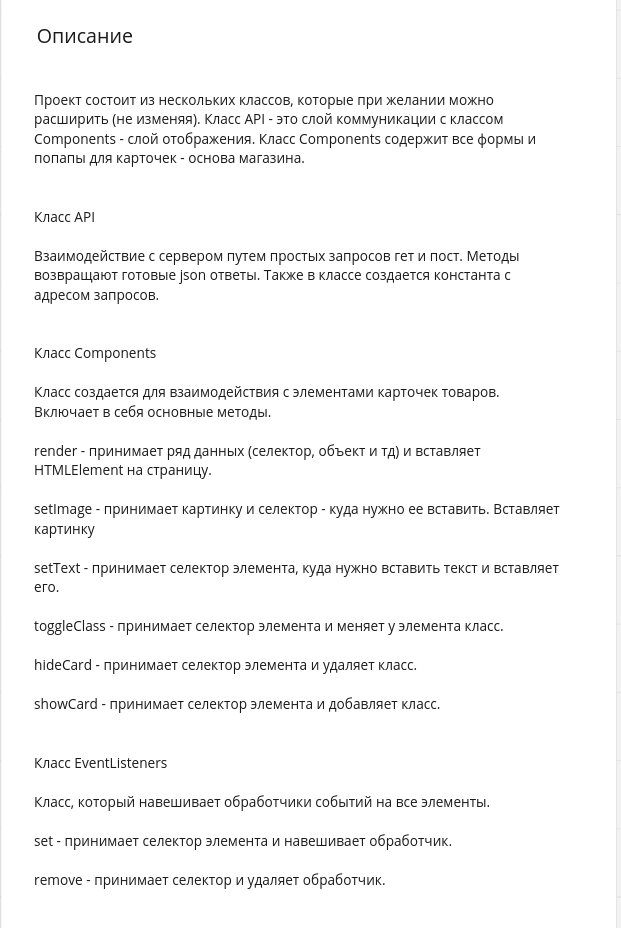 Описание
Проект состоит из нескольких классов, которые при желании можно
расширить (не изменяя). Класс API - это слой коммуникации с классом
Components - слой отображения. Класс Components содержит все формы и
попапы для карточек - основа магазина.
Класс API
Взаимодействие с сервером путем простых запросов гет и пост. Методы
возвращают готовые json ответы. Также в классе создается константа с
адресом запросов.
Класс Components
Класс создается для взаимодействия с элементами карточек товаров.
Включает в себя основные методы.
render - принимает ряд данных (селектор, объект и тд) и вставляет
HTMLElement на страницу.
setImage - принимает картинку и селектор - куда нужно ее вставить. Вставляет
картинку
setText - принимает селектор элемента, куда нужно вставить текст и вставляет
его.
toggleClass - принимает селектор элемента и меняет у элемента класс.
hideCard - принимает селектор элемента и удаляет класс.
showCard - принимает селектор элемента и добавляет класс.
Класс EventListeners
Класс, который навешивает обработчики событий на все элементы.
set - принимает селектор элемента и навешивает обработчик.
remove - принимает селектор и удаляет обработчик.